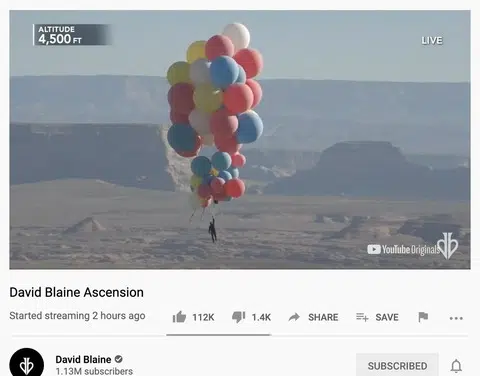 ALTITUDE
4,500 FT
LIVE
YouTube Originals
David Blaine Ascension
Started streaming 2 hours ago
112K
1.4K
SHARE
SAVE
David Blaine
1.13M subscribers
SUBSCRIBED